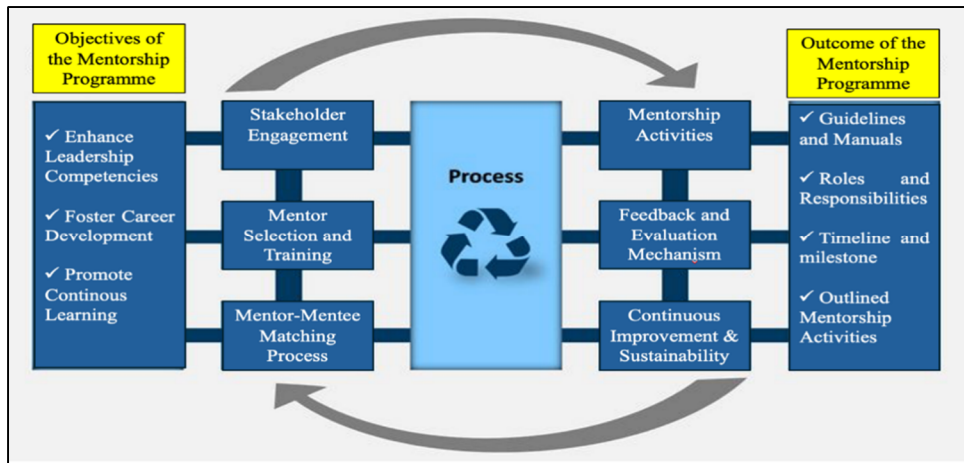 Objectives of
the Mentorship
Programme
✓ Enhance
Leadership
Competencies
✓ Foster Career
Development
✓ Promote
Continous
Learning
Stakeholder
Engagement
Mentor
Selection and
Training
Mentor-Mentee
Matching
Process
Process
Mentorship
Activities
Feedback and
Evaluation
Mechanism
Continuous
Improvement &
Sustainability
Outcome of the
Mentorship
Programme
✓ Guidelines
and Manuals
✓ Roles and
Responsibilities
✓ Timeline and
milestone
✓ Outlined
Mentorship
Activities